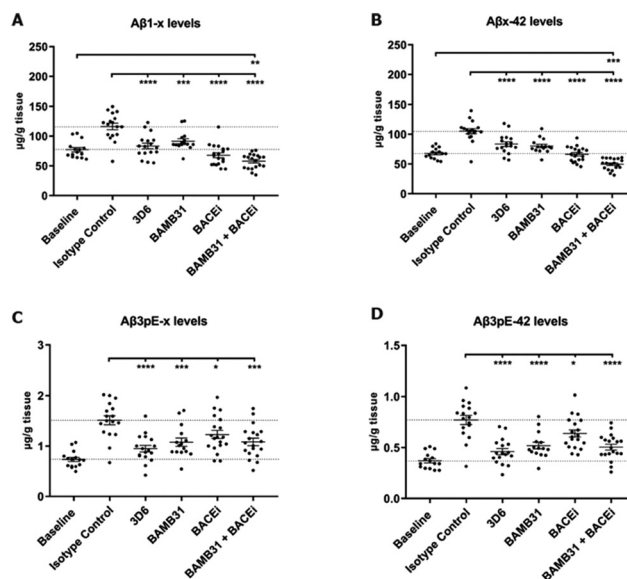 A
Aβ1-x levels
µg/g tissue
250
200
150
100
50
0
**
**** *** **** ****
Baseline
Isotype Control
3D6
BAMB31
BACEi
BAMB31 + BACEi
B
Aβx-42 levels
µg/g tissue
250
200
150
100
50
0
***
**** **** **** ****
Baseline
Isotype Control
3D6
BAMB31
BACEi
BAMB31 + BACEi
C
Aβ3pE-x levels
µg/g tissue
3
2
1
0
**** *** * ***
Baseline
Isotype Control
3D6
BAMB31
BACEi
BAMB31 + BACEi
D
Aβ3pE-42 levels
µg/g tissue
1.5
1.0
0.5
0.0
**** **** * ****
Baseline
Isotype Control
3D6
BAMB31
BACEi
BAMB31 + BACEi